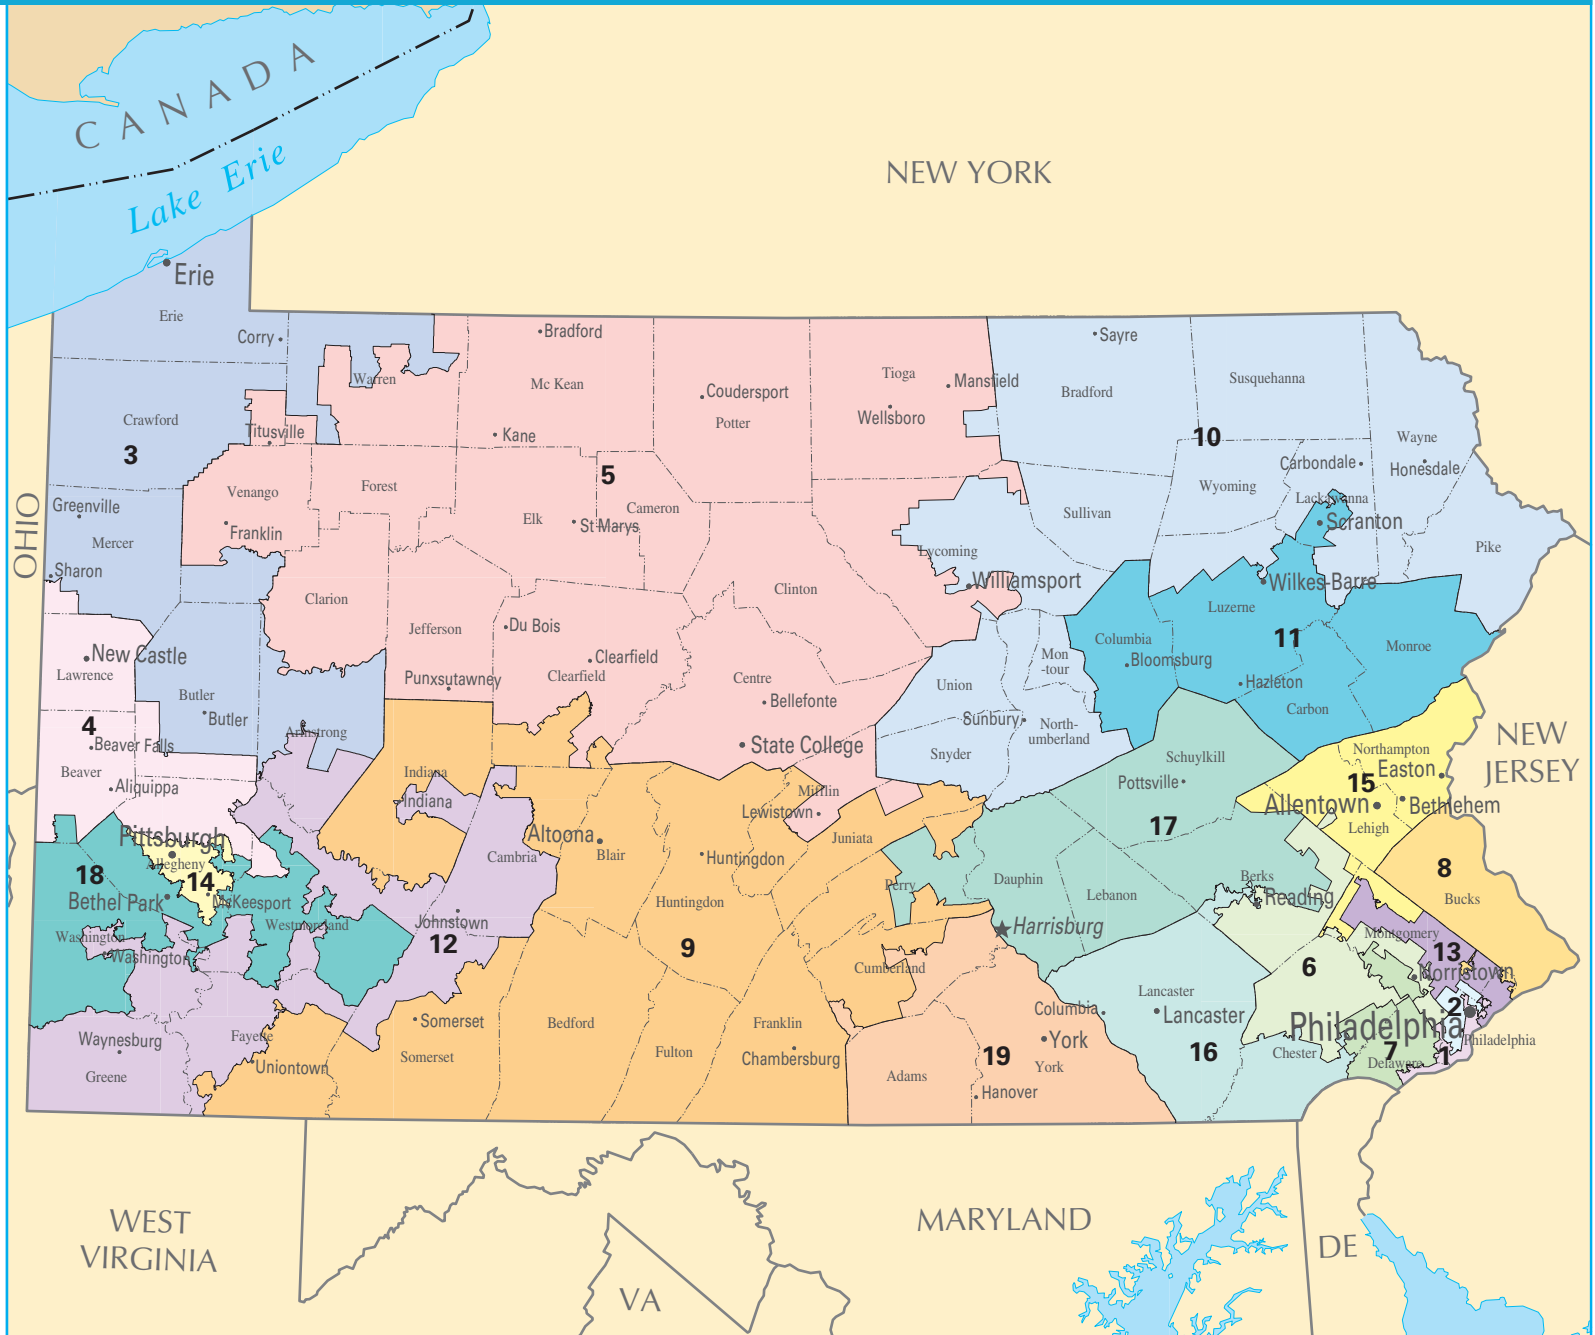 CANADA
Lake Erie
NEW YORK
Erie
Erie
Corry
Bradford
Sayre
Warren
Mc Kean
Tioga
Mansfield
Susquehanna
Coudersport
Bradford
Crawford
Titusville
Potter
Wellsboro
3
Kane
10
Wayne
5
Carbondale
Honesdale
OHIO
Greenville
Venango
Forest
Wyoming
Lackawanna
Elk
Cameron
Sullivan
Franklin
St Marys
Scranton
Mercer
Lycoming
Pike
Sharon
Williamsport
Wilkes-Barre
Clarion
Clinton
Luzerne
Jefferson
Du Bois
Columbia
11
Monroe
New Castle
Clearfield
Mon
-tour
Bloomsburg
Lawrence
Punxsutawney
Clearfield
Centre
Union
Hazleton
Butler
Bellefonte
Carbon
Butler
Sunbury
North-
umberland
4
Armstrong
NEW
JERSEY
Beaver Falls
State College
Snyder
Schuylkill
Northampton
Beaver
Indiana
Pottsville
15
Easton
Aliquippa
Indiana
Mifflin
Allentown
Bethlehem
Lewistown
17
Lehigh
Pittsburgh
Altoona
Juniata
Allegheny
Cambria
Blair
Huntingdon
8
18
14
Perry
Dauphin
Berks
Bethel Park
McKeesport
Huntingdon
Lebanon
Reading
Bucks
Washington
Westmoreland
Johnstown
Harrisburg
Montgomery
Washington
12
9
13
Cumberland
6
Norristown
Lancaster
Columbia
Lancaster
2
Somerset
Bedford
Franklin
Philadelphia
Waynesburg
Fayette
York
Philadelphia
Somerset
Fulton
Chambersburg
19
16
Chester
7
1
Uniontown
York
Delaware
Greene
Adams
Hanover
WEST
VIRGINIA
MARYLAND
DE
VA